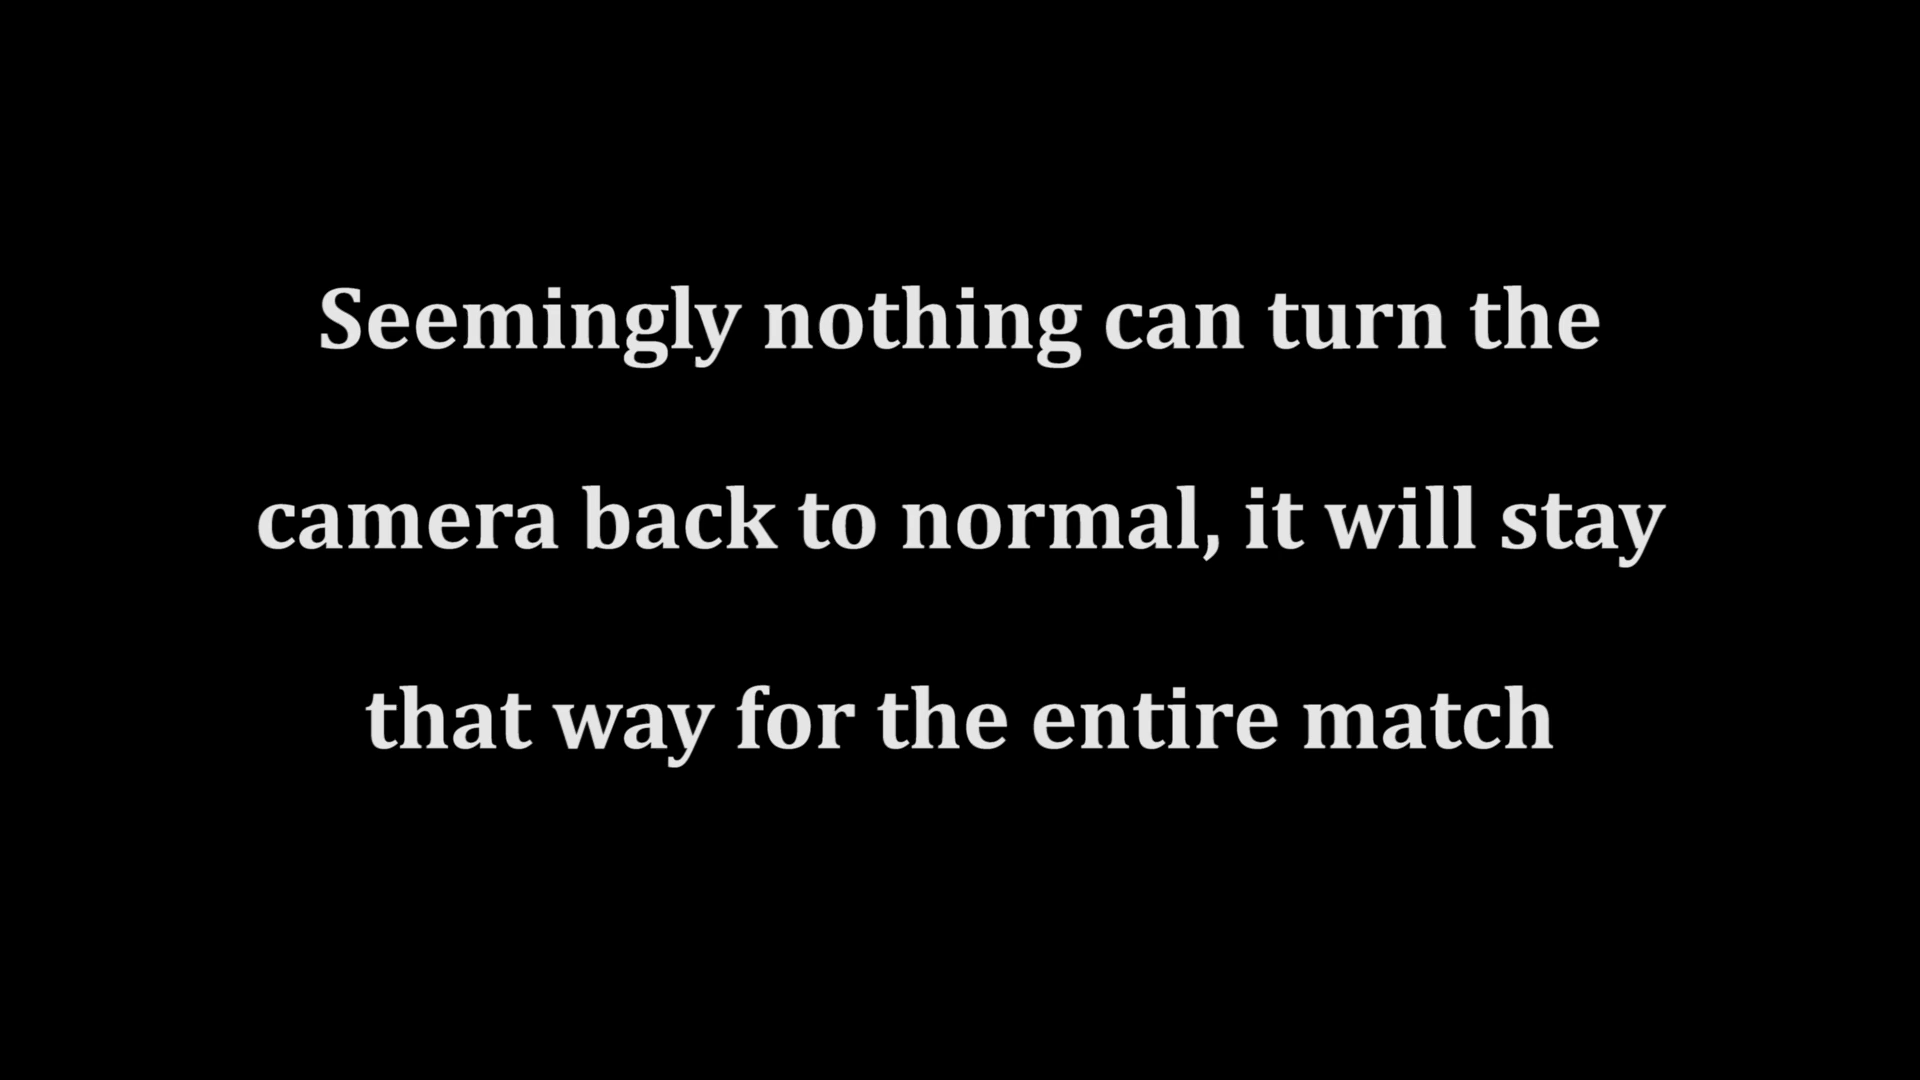 Seemingly nothing can turn the
camera back to normal, it will stay
that way for the entire match